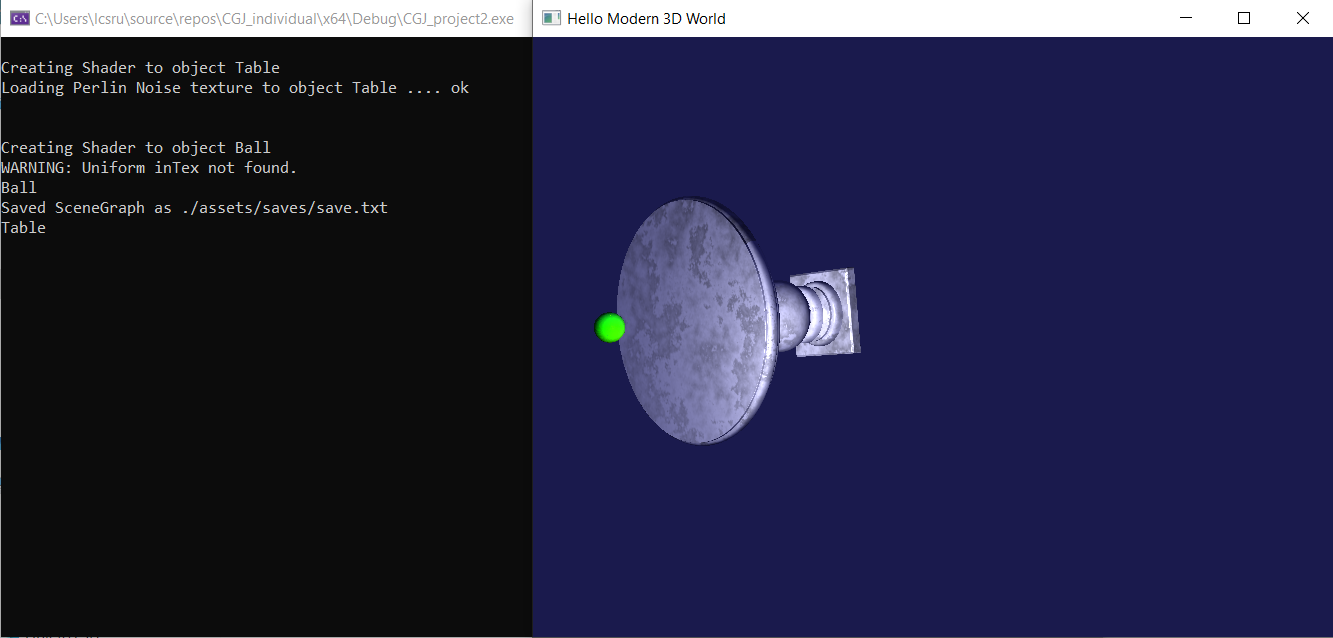 C:\Users\lcsru\source\repos\CGJ_individual\x64\Debug\CGJ_project2.exe
Hello Modern 3D World
Creating Shader to object Table
Loading Perlin Noise texture to object Table .... ok
Creating Shader to object Ball
WARNING: Uniform inTex not found.
Ball
Saved SceneGraph as ./assets/saves/save.txt
Table